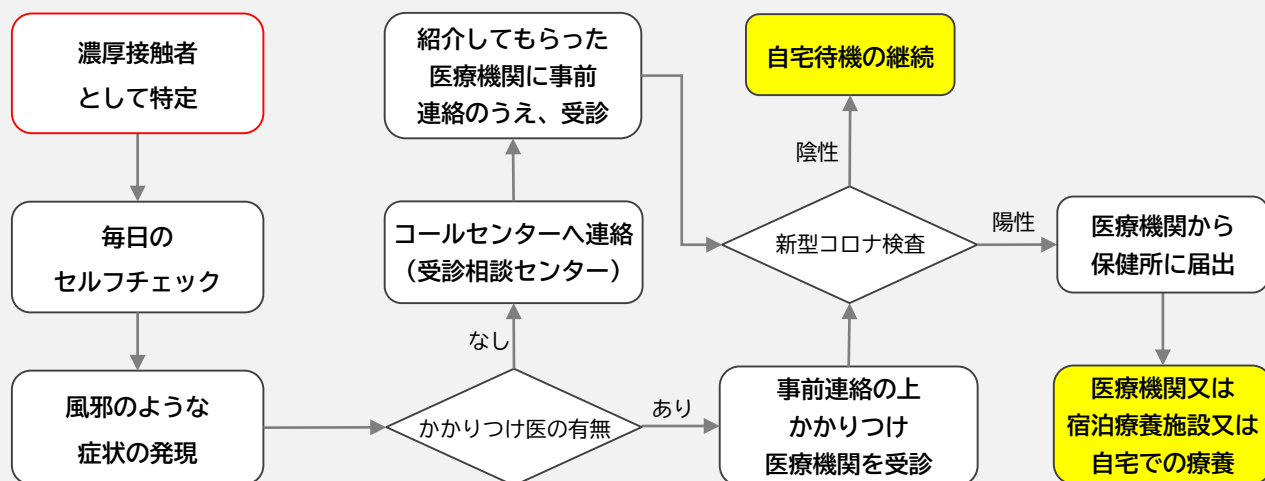 濃厚接触者
として特定
毎日の
セルフチェック
風邪のような
症状の発現
かかりつけ医の有無
なし
コールセンターへ連絡
（受診相談センター）
紹介してもらった
医療機関に事前
連絡のうえ、受診
あり
事前連絡の上
かかりつけ
医療機関を受診
新型コロナ検査
陰性
自宅待機の継続
陽性
医療機関から
保健所に届出
医療機関又は
宿泊療養施設又は
自宅での療養